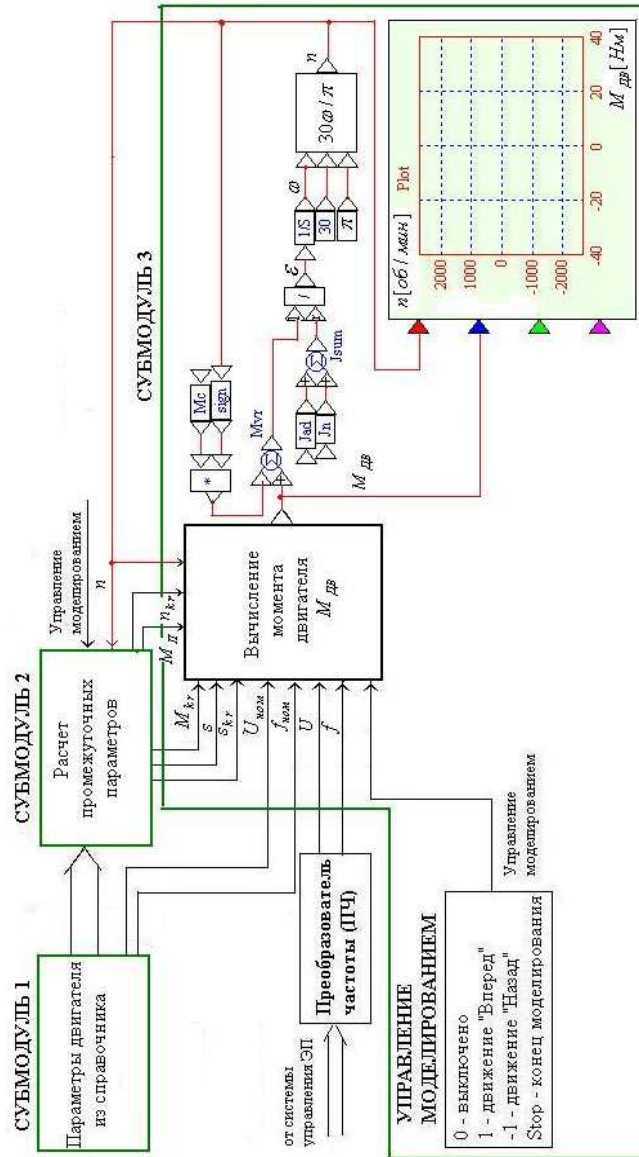 СУБМОДУЛЬ 1
Параметры двигателя
из справочника
СУБМОДУЛЬ 2
Расчет
промежуточных
параметров
Управление
моделированием
n
СУБМОДУЛЬ 3
M_п
n_kr
M_kr
s
s_kr
U_ном
f_ном
U
f
Вычисление
момента
двигателя
M_дв
от системы
управления ЭП
Преобразователь
частоты (ПЧ)
УПРАВЛЕНИЕ
МОДЕЛИРОВАНИЕМ
0 - выключено
1 - движение "Вперед"
-1 - движение "Назад"
Stop - конец моделирования
Управление
моделированием
*
Mc
sign
Σ
Mvr
M_дв
Jad
Jn
Σ
Jsum
/
ε
1/S
30
π
ω
30ω/π
n
n[об/мин]
Plot
2000
1000
0
-1000
-2000
-40
-20
0
20
40
M_дв[Нм]